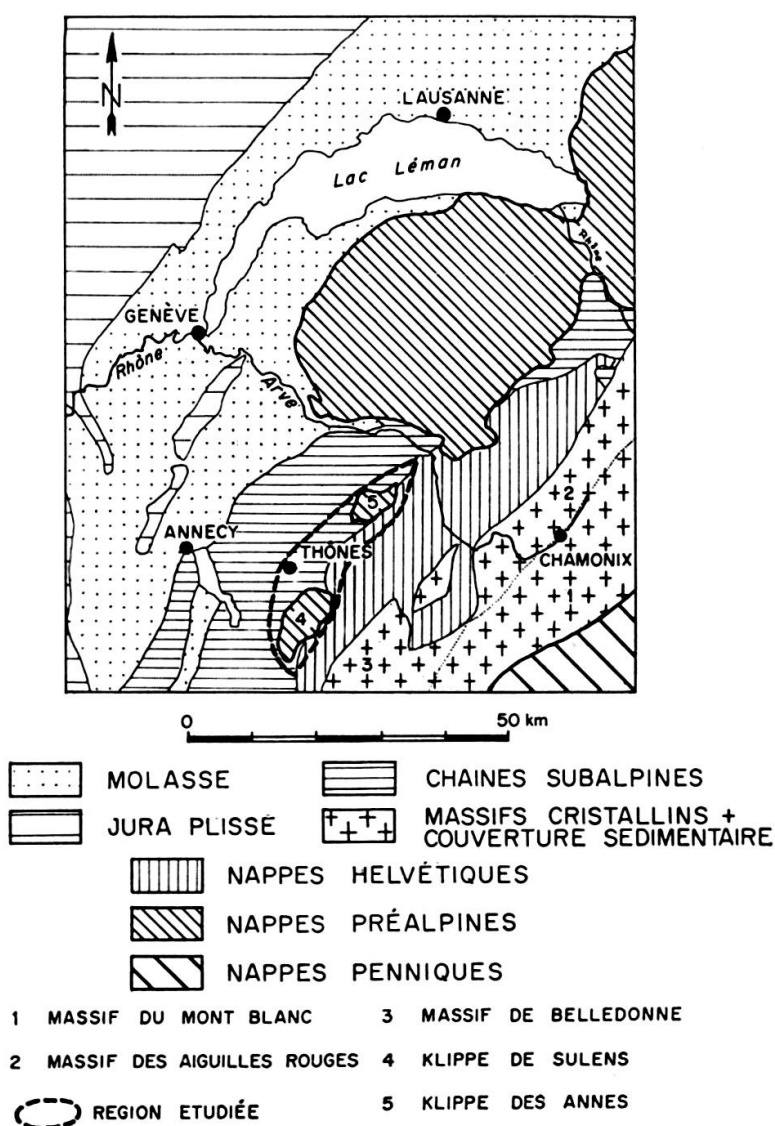 N
LAUSANNE
Lac Léman
Rhône
GENÈVE
Rhône
Arve
5
2
ANNECY
THÔNES
CHAMONIX
1
4
3
0 50 km
MOLASSE
CHAINES SUBALPINES
JURA PLISSÉ
MASSIFS CRISTALLINS +
COUVERTURE SEDIMENTAIRE
NAPPES HELVÉTIQUES
NAPPES PRÉALPINES
NAPPES PENNIQUES
1 MASSIF DU MONT BLANC
3 MASSIF DE BELLEDONNE
2 MASSIF DES AIGUILLES ROUGES
4 KLIPPE DE SULENS
REGION ETUDIÉE
5 KLIPPE DES ANNES